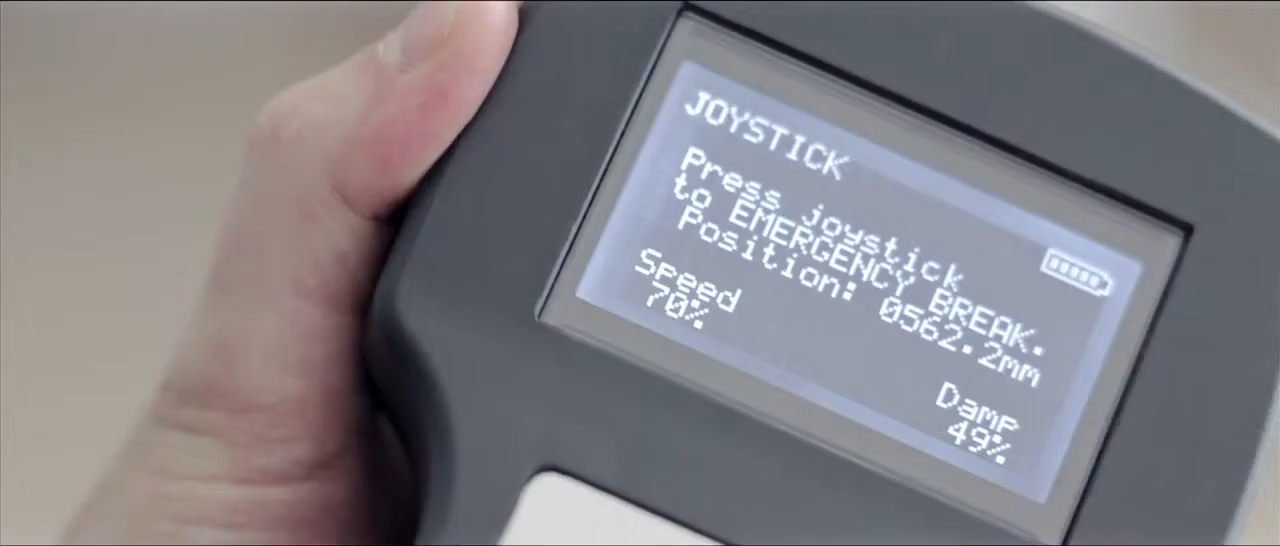 JOYSTICK
Press joystick
to EMERGENCY BREAK.
Position: 0562.2mm
Speed
70%
Damp
49%